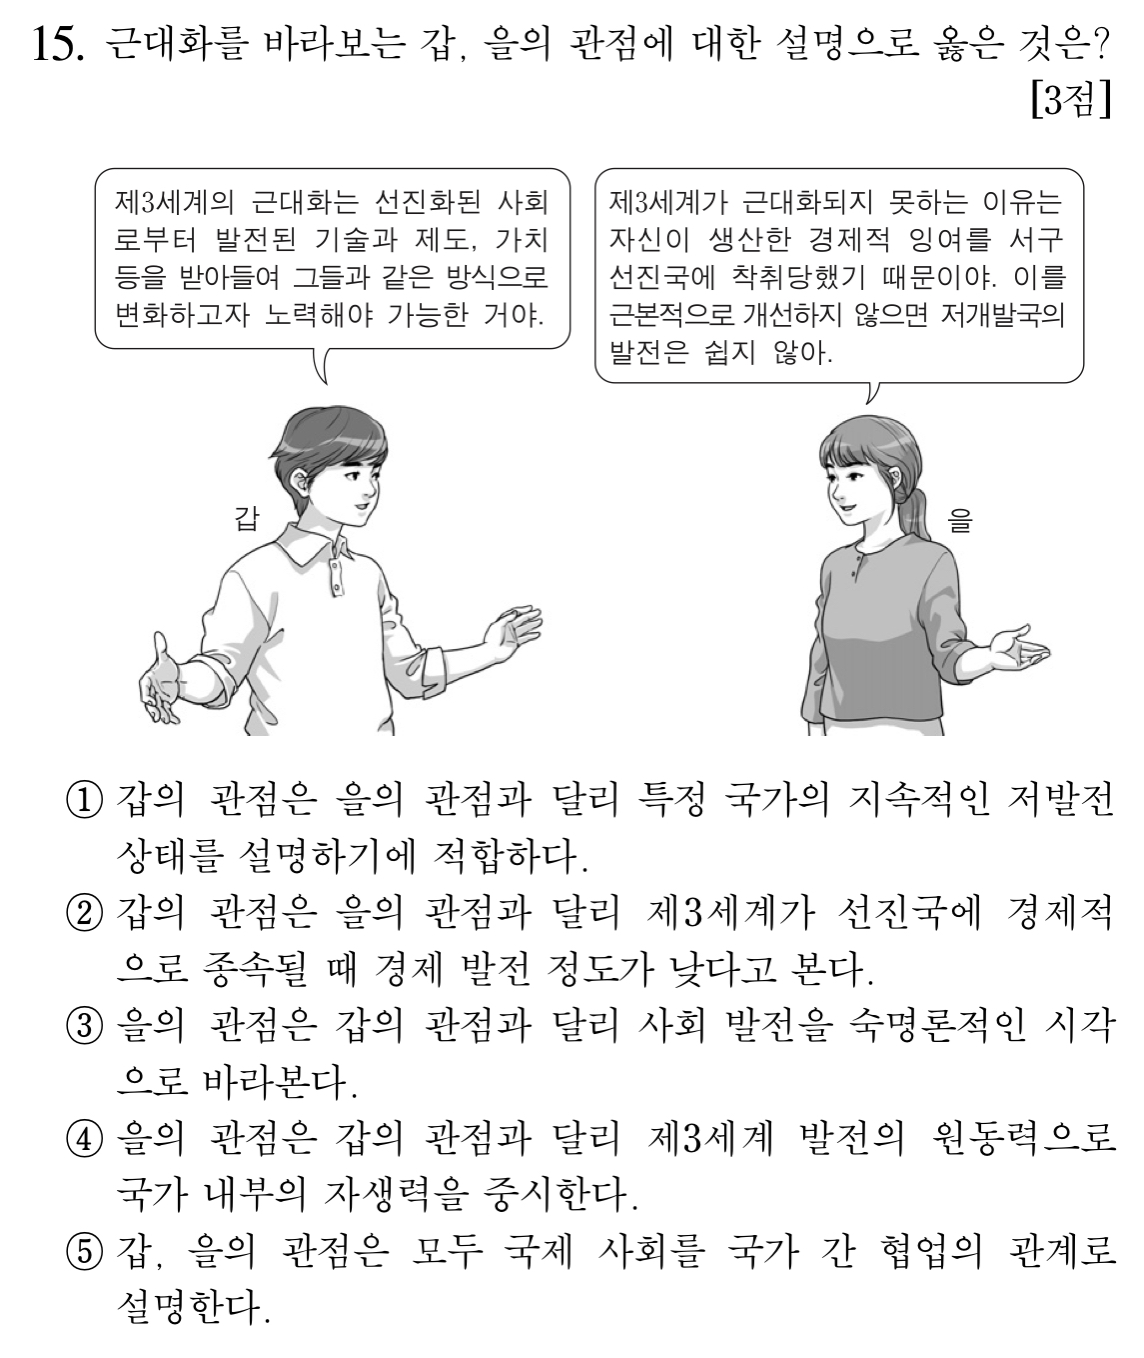 15. 근대화를 바라보는 갑, 을의 관점에 대한 설명으로 옳은 것은?
[3점]
제3세계의 근대화는 선진화된 사회
로부터 발전된 기술과 제도, 가치
등을 받아들여 그들과 같은 방식으로
변화하고자 노력해야 가능한 거야.
제3세계가 근대화되지 못하는 이유는
자신이 생산한 경제적 잉여를 서구
선진국에 착취당했기 때문이야. 이를
근본적으로 개선하지 않으면 저개발국의
발전은 쉽지 않아.
갑
을
① 갑의 관점은 을의 관점과 달리 특정 국가의 지속적인 저발전
상태를 설명하기에 적합하다.
② 갑의 관점은 을의 관점과 달리 제3세계가 선진국에 경제적
으로 종속될 때 경제 발전 정도가 낮다고 본다.
③ 을의 관점은 갑의 관점과 달리 사회 발전을 숙명론적인 시각
으로 바라본다.
④ 을의 관점은 갑의 관점과 달리 제3세계 발전의 원동력으로
국가 내부의 자생력을 중시한다.
⑤ 갑, 을의 관점은 모두 국제 사회를 국가 간 협업의 관계로
설명한다.